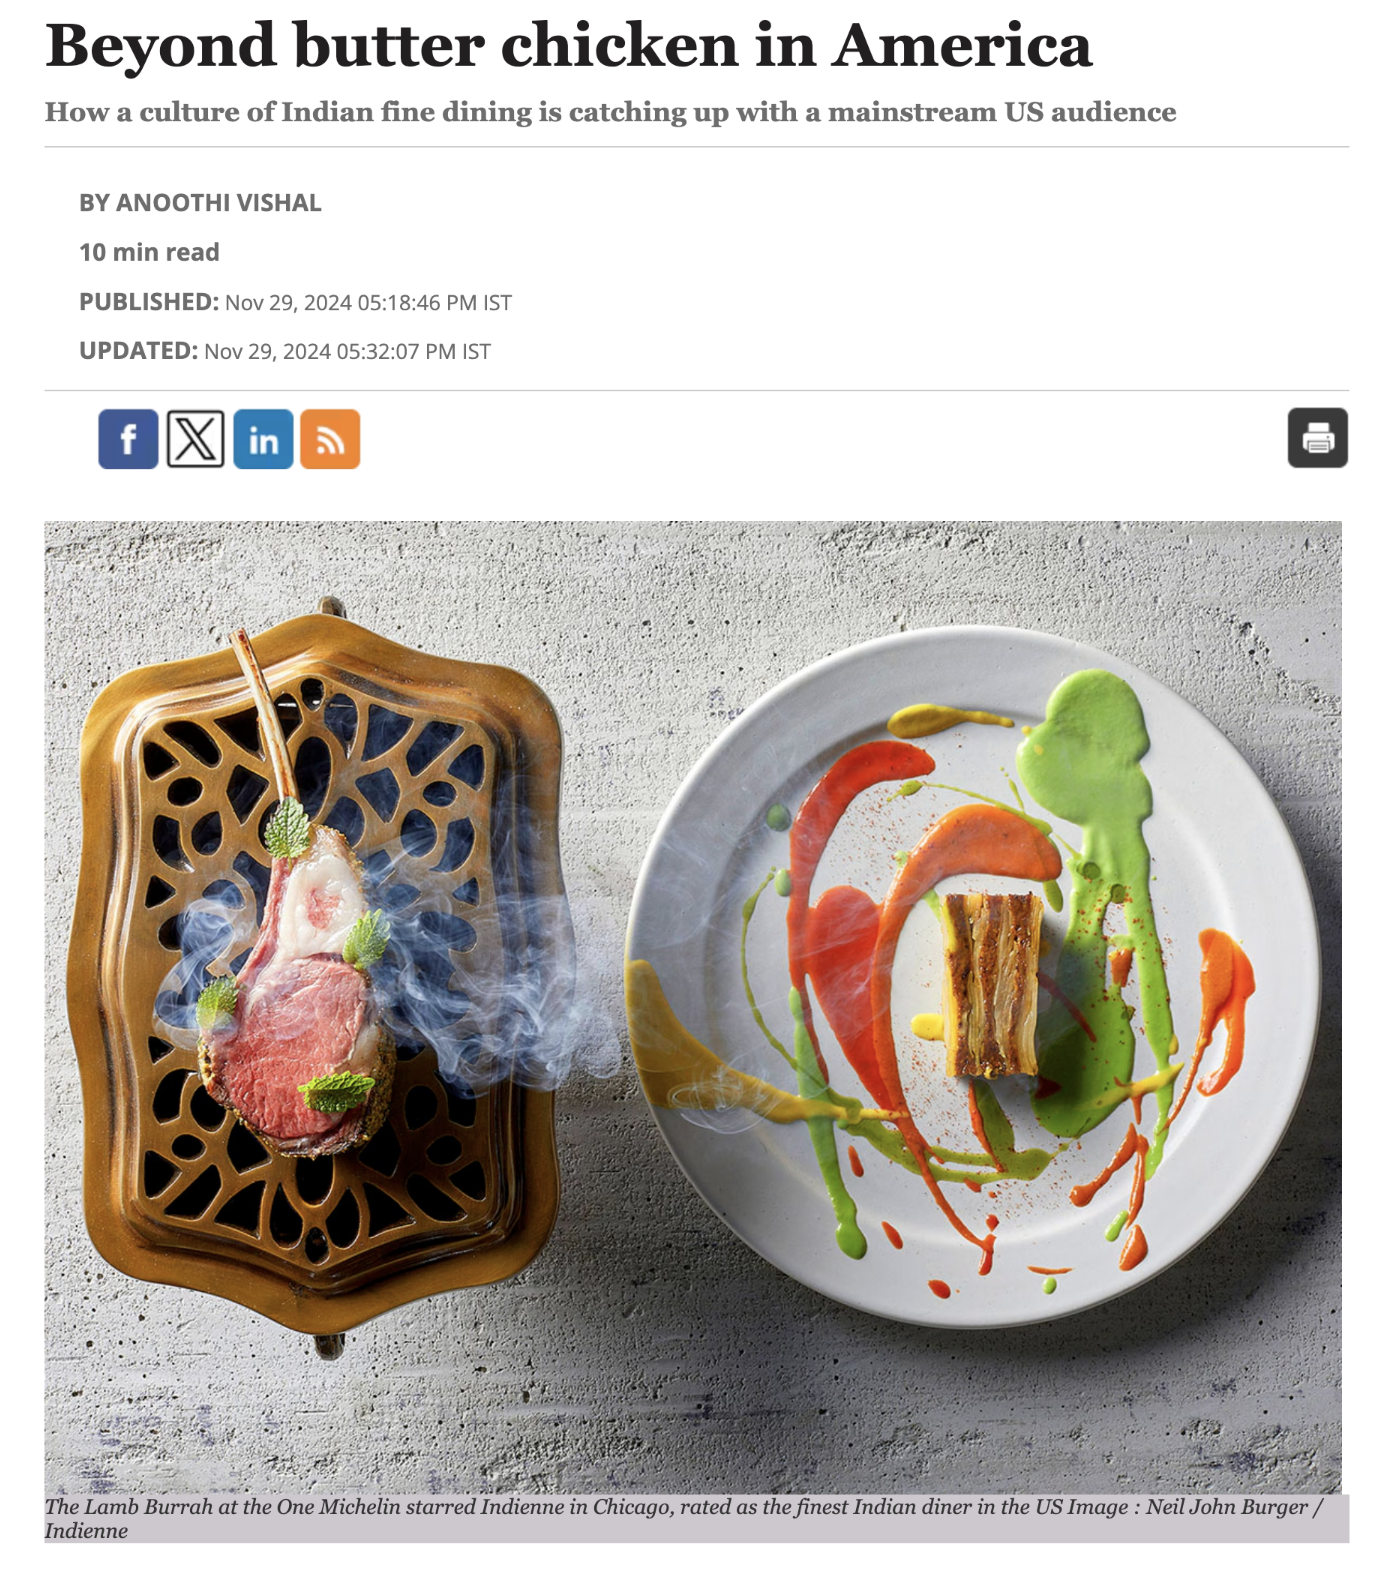 Beyond butter chicken in America
How a culture of Indian fine dining is catching up with a mainstream US audience
BY ANOOTHI VISHAL
10 min read
PUBLISHED: Nov 29, 2024 05:18:46 PM IST
UPDATED: Nov 29, 2024 05:32:07 PM IST
f X in
The Lamb Burrah at the One Michelin starred Indienne in Chicago, rated as the finest Indian diner in the US Image : Neil John Burger /
Indienne